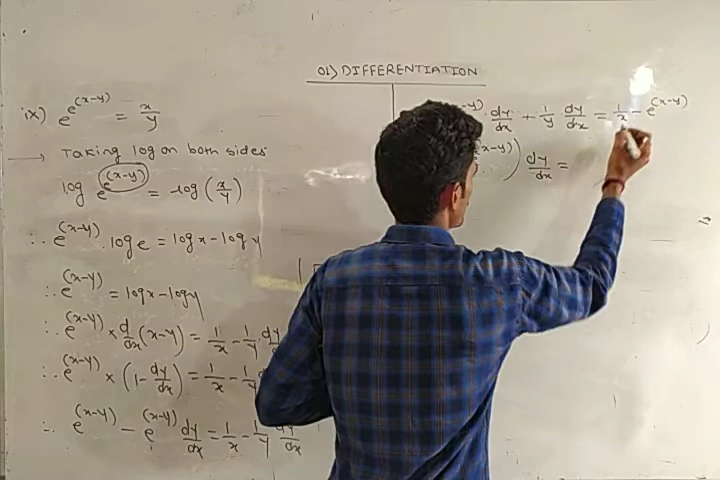 01) DIFFERENTIATION
ix) e^e^(x-y) = x/y
→ Taking log on both sides
log e^e^(x-y) = log (x/y)
∴ e^(x-y) . log e = log x - log y
∴ e^(x-y) = log x - log y
∴ e^(x-y) × d/dx (x-y) = 1/x - 1/y . dy/
∴ e^(x-y) × (1 - dy/dx) = 1/x - 1/y
∴ e^(x-y) - e^(x-y) dy/dx = 1/x - 1/y dy/dx
-y) . dy/dx + 1/y dy/dx = 1/x - e^(x-y)
(x-y) ) dy/dx =